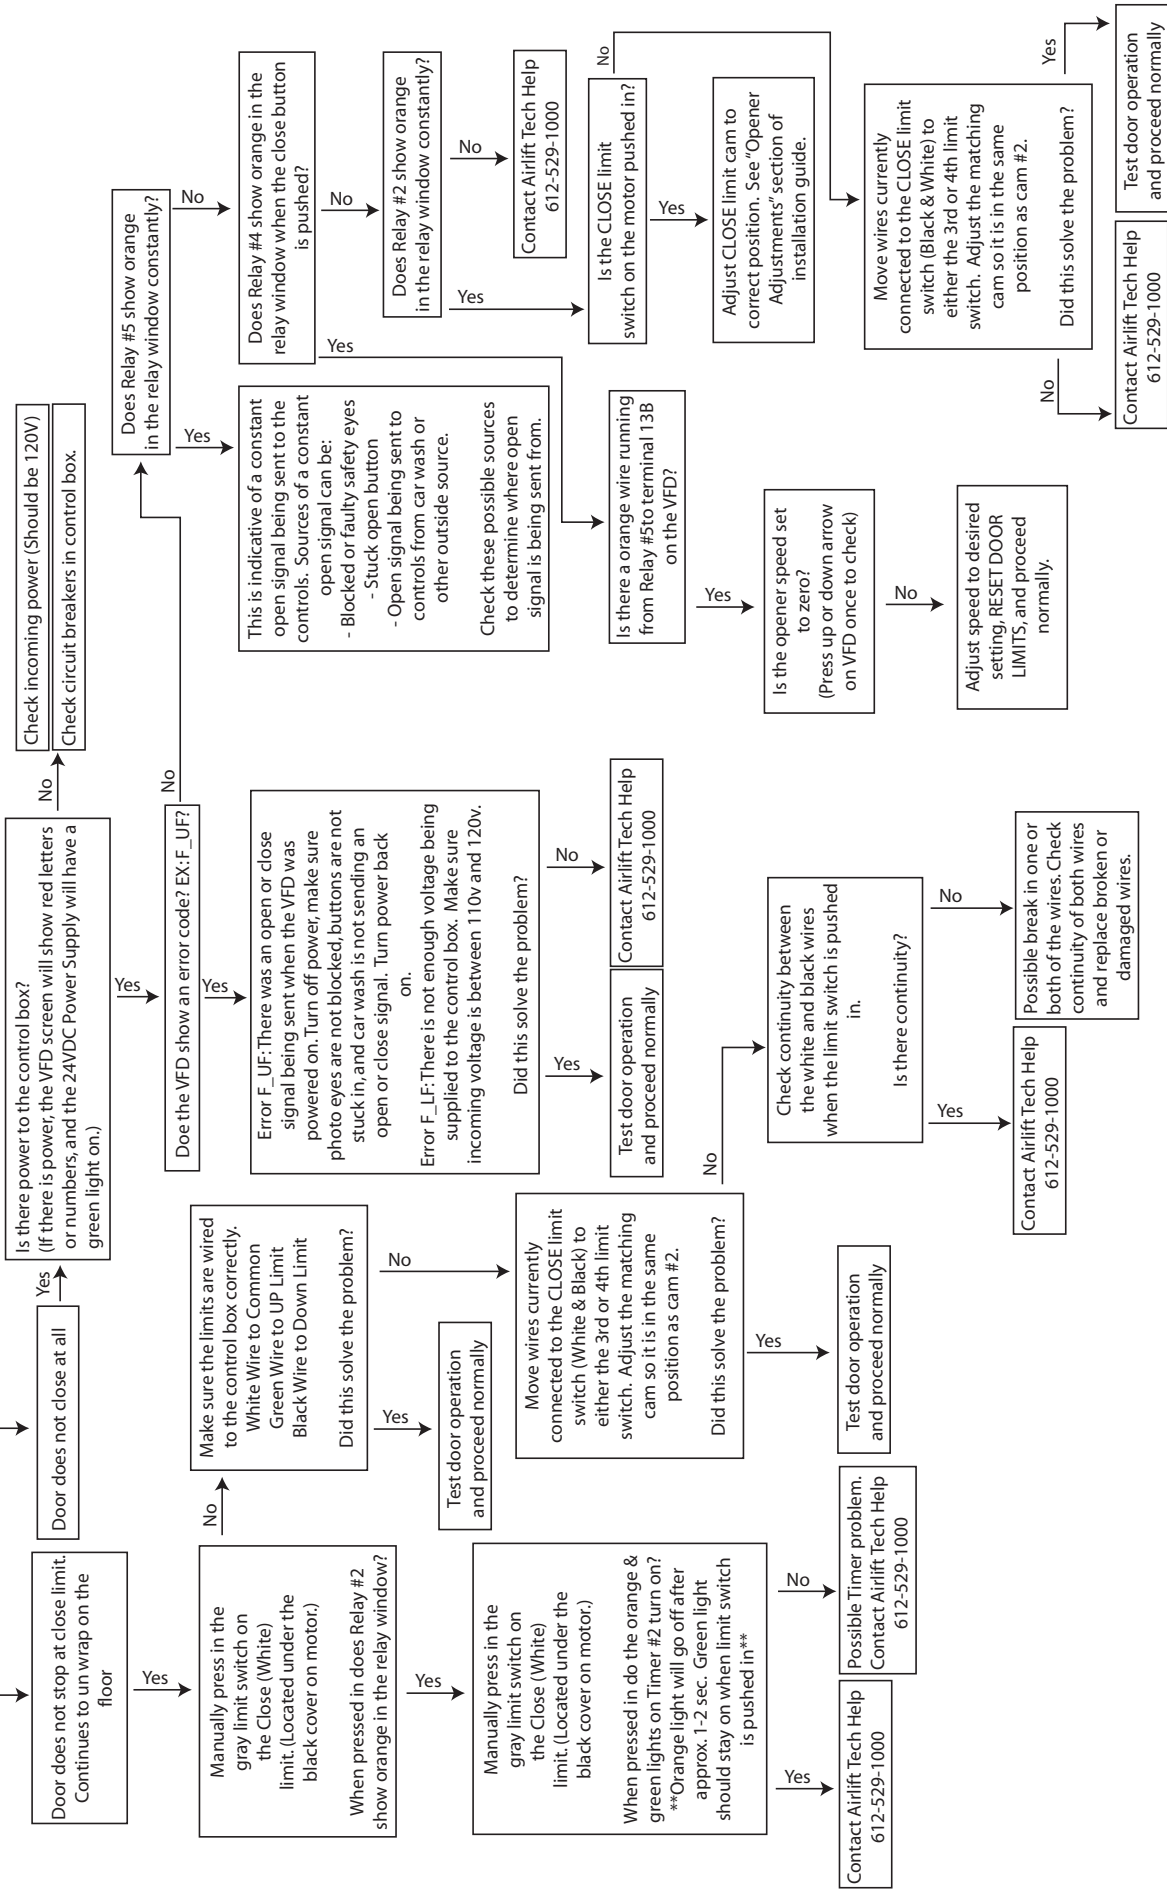 Door does not stop at close limit.
Continues to un wrap on the
floor
Yes
Manually press in the
gray limit switch on
the Close (White)
limit. (Located under the
black cover on motor.)
When pressed in does Relay #2
show orange in the relay window?
No
Yes
Manually press in the
gray limit switch on
the Close (White)
limit. (Located under the
black cover on motor.)
When pressed in do the orange &
green lights on Timer #2 turn on?
**Orange light will go off after
approx. 1-2 sec. Green light
should stay on when limit switch
is pushed in**
Yes
No
Contact Airlift Tech Help
612-529-1000
Possible Timer problem.
Contact Airlift Tech Help
612-529-1000
Make sure the limits are wired
to the control box correctly.
White Wire to Common
Green Wire to UP Limit
Black Wire to Down Limit
Did this solve the problem?
Yes
No
Test door operation
and proceed normally
Move wires currently
connected to the CLOSE limit
switch (White & Black) to
either the 3rd or 4th limit
switch. Adjust the matching
cam so it is in the same
position as cam #2.
Did this solve the problem?
Yes
No
Test door operation
and proceed normally
Check continuity between
the white and black wires
when the limit switch is pushed
in.
Is there continuity?
Yes
No
Contact Airlift Tech Help
612-529-1000
Possible break in one or
both of the wires. Check
continuity of both wires
and replace broken or
damaged wires.
Door does not close at all
Yes
Is there power to the control box?
(If there is power, the VFD screen will show red letters
or numbers, and the 24VDC Power Supply will have a
green light on.)
Yes
No
Check incoming power (Should be 120V)
Check circuit breakers in control box.
Doe the VFD show an error code? EX: F_UF?
Yes
No
Error F_UF: There was an open or close
signal being sent when the VFD was
powered on. Turn off power, make sure
photo eyes are not blocked, buttons are not
stuck in, and car wash is not sending an
open or close signal. Turn power back
on.
Error F_LF: There is not enough voltage being
supplied to the control box. Make sure
incoming voltage is between 110v and 120v.
Did this solve the problem?
Yes
No
Test door operation
and proceed normally
Contact Airlift Tech Help
612-529-1000
Does Relay #5 show orange
in the relay window constantly?
Yes
No
This is indicative of a constant
open signal being sent to the
controls. Sources of a constant
open signal can be:
- Blocked or faulty safety eyes
- Stuck open button
- Open signal being sent to
controls from car wash or
other outside source.
Check these possible sources
to determine where open
signal is being sent from.
Does Relay #4 show orange in the
relay window when the close button
is pushed?
Yes
No
Is there a orange wire running
from Relay #5to terminal 13B
on the VFD?
Yes
Is the opener speed set
to zero?
(Press up or down arrow
on VFD once to check)
No
Adjust speed to desired
setting, RESET DOOR
LIMITS, and proceed
normally.
Does Relay #2 show orange
in the relay window constantly?
Yes
No
Contact Airlift Tech Help
612-529-1000
Is the CLOSE limit
switch on the motor pushed in?
Yes
No
Adjust CLOSE limit cam to
correct position. See "Opener
Adjustments" section of
installation guide.
Move wires currently
connected to the CLOSE limit
switch (Black & White) to
either the 3rd or 4th limit
switch. Adjust the matching
cam so it is in the same
position as cam #2.
Did this solve the problem?
No
Yes
Contact Airlift Tech Help
612-529-1000
Test door operation
and proceed normally